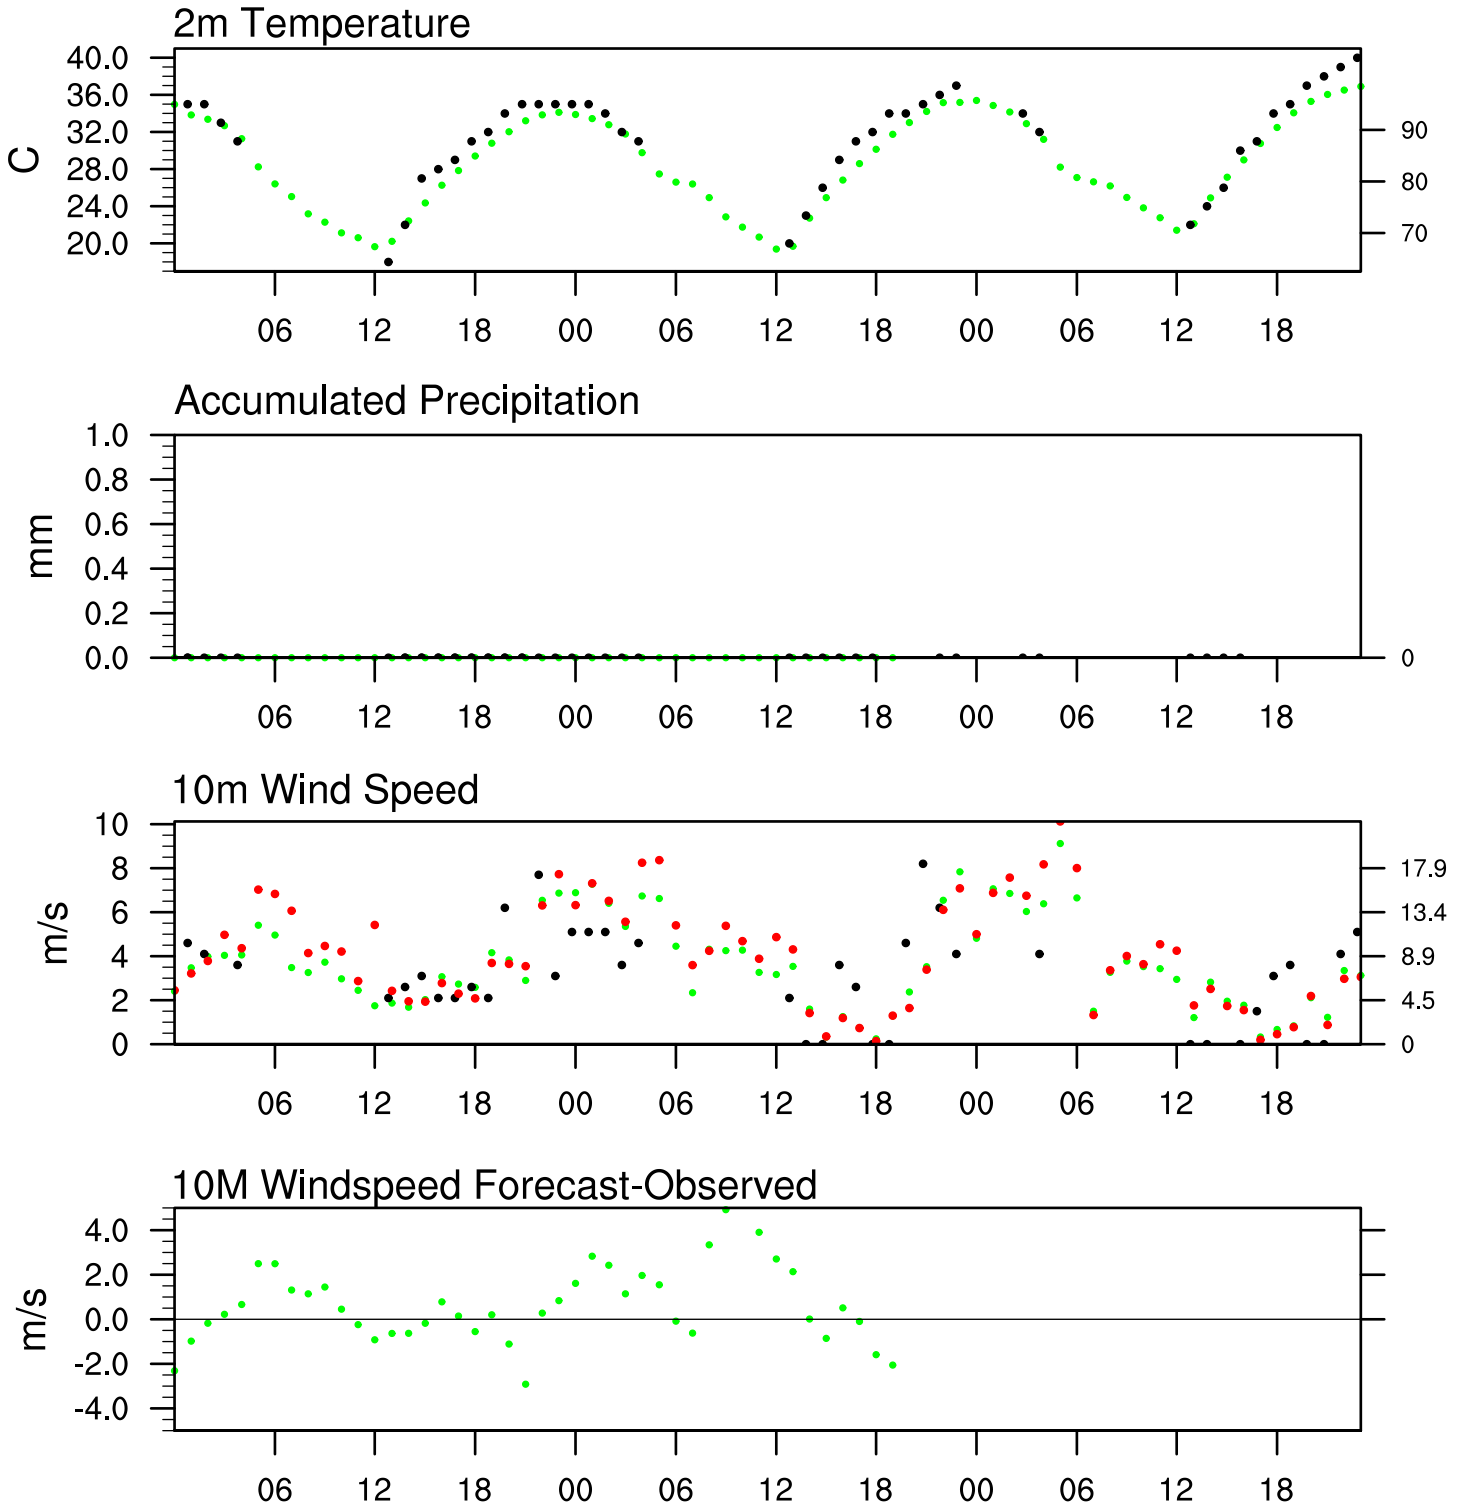 2m Temperature
40.0
36.0
32.0
28.0
24.0
20.0
C
90
80
70
06 12 18 00 06 12 18 00 06 12 18
Accumulated Precipitation
1.0
0.8
0.6
0.4
0.2
0.0
mm
0
06 12 18 00 06 12 18 00 06 12 18
10m Wind Speed
10
8
6
4
2
0
m/s
17.9
13.4
8.9
4.5
0
06 12 18 00 06 12 18 00 06 12 18
10M Windspeed Forecast-Observed
4.0
2.0
0.0
-2.0
-4.0
m/s
06 12 18 00 06 12 18 00 06 12 18